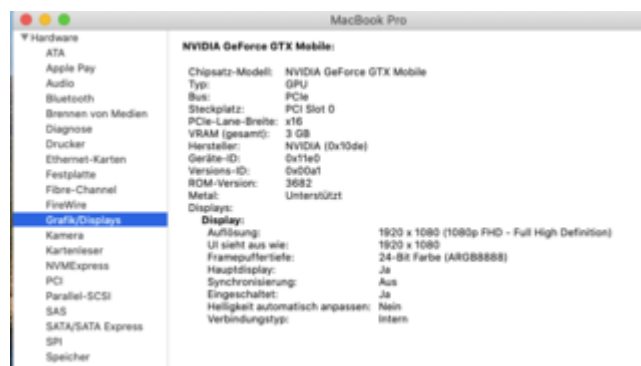 MacBook Pro
Hardware
ATA
Apple Pay
Audio
Bluetooth
Brennen von Medien
Diagnose
Drucker
Ethernet-Karten
Festplatte
Fibre-Channel
FireWire
Grafik/Displays
Kamera
Kartenleser
NVMExpress
PCI
Parallel-SCSI
SAS
SATA/SATA Express
SPI
Speicher
NVIDIA GeForce GTX Mobile:
Chipsatz-Modell: NVIDIA GeForce GTX Mobile
Typ: GPU
Bus: PCIe
Steckplatz: PCI Slot 0
PCIe-Lane-Breite: x16
VRAM (gesamt): 3 GB
Hersteller: NVIDIA (0x10de)
Geräte-ID: 0x11e0
Versions-ID: 0x00a1
ROM-Version: 3682
Metal: Unterstützt
Displays:
Display:
Auflösung: 1920 x 1080 (1080p FHD - Full High Definition)
UI sieht aus wie: 1920 x 1080
Framepuffertiefe: 24-Bit Farbe (ARGB8888)
Hauptdisplay: Ja
Synchronisierung: Aus
Eingeschaltet: Ja
Helligkeit automatisch anpassen: Nein
Verbindungstyp: Intern